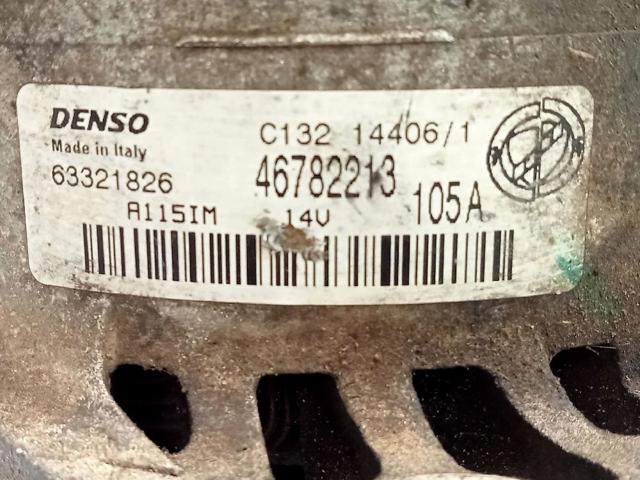 DENSO
Made in Italy
63321826
A115IM
C132 14406/1
46782213
14V
105A